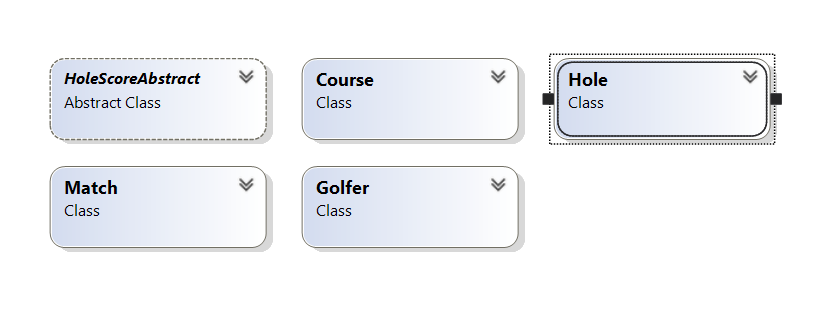 HoleScoreAbstract
Abstract Class
Course
Class
Hole
Class
Match
Class
Golfer
Class